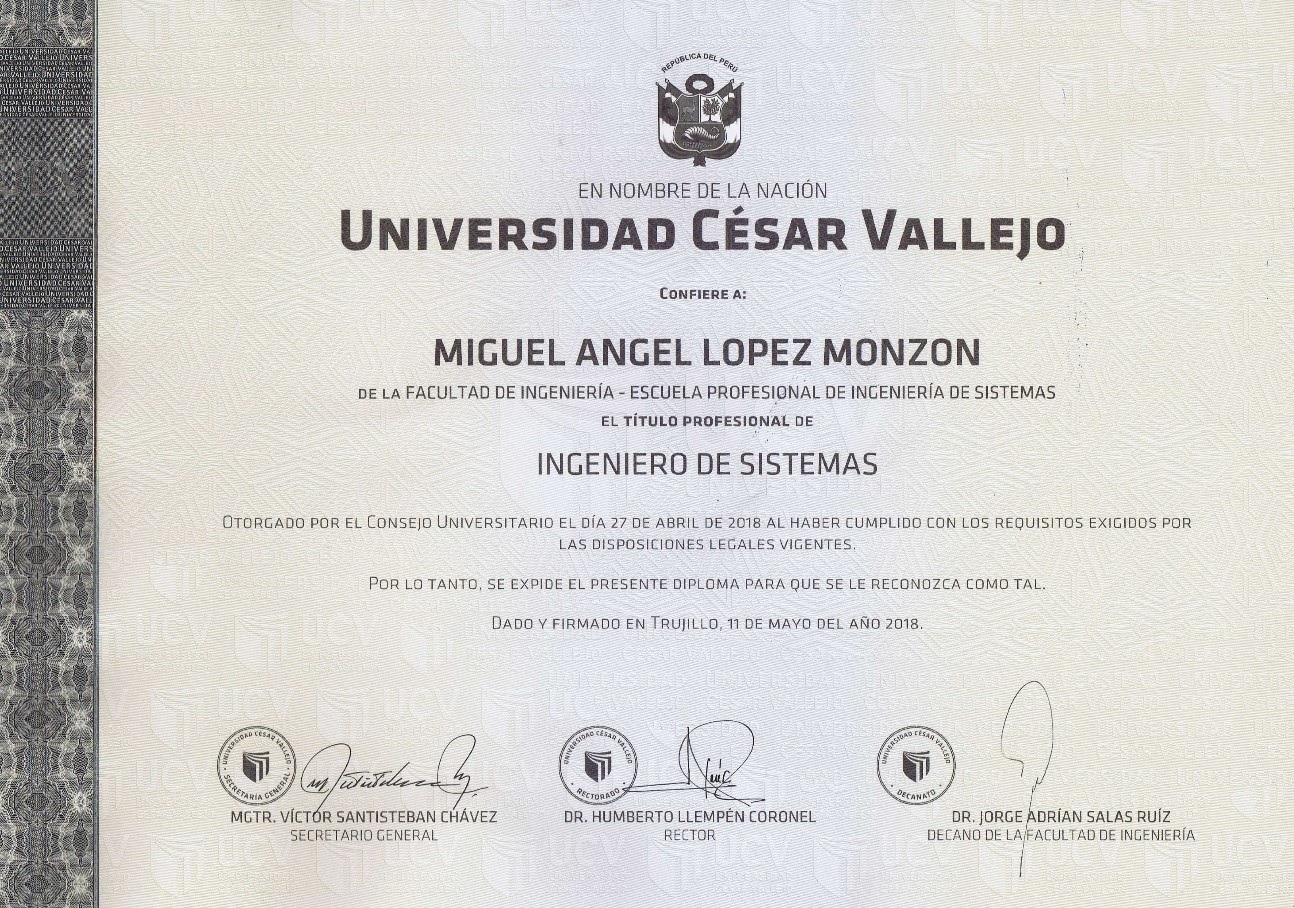 REPÚBLICA DEL PERÚ
EN NOMBRE DE LA NACIÓN
UNIVERSIDAD CÉSAR VALLEJO
CONFIERE A:
MIGUEL ANGEL LOPEZ MONZON
DE LA FACULTAD DE INGENIERÍA - ESCUELA PROFESIONAL DE INGENIERÍA DE SISTEMAS
EL TÍTULO PROFESIONAL DE
INGENIERO DE SISTEMAS
OTORGADO POR EL CONSEJO UNIVERSITARIO EL DÍA 27 DE ABRIL DE 2018 AL HABER CUMPLIDO CON LOS REQUISITOS EXIGIDOS POR
LAS DISPOSICIONES LEGALES VIGENTES.
POR LO TANTO, SE EXPIDE EL PRESENTE DIPLOMA PARA QUE SE LE RECONOZCA COMO TAL.
DADO Y FIRMADO EN TRUJILLO, 11 DE MAYO DEL AÑO 2018.
UNIVERSIDAD CÉSAR VALLEJO
SECRETARÍA GENERAL
MGTR. VÍCTOR SANTISTEBAN CHÁVEZ
SECRETARIO GENERAL
UNIVERSIDAD CÉSAR VALLEJO
RECTORADO
DR. HUMBERTO LLEMPÉN CORONEL
RECTOR
UNIVERSIDAD CÉSAR VALLEJO
DECANATO
DR. JORGE ADRÍAN SALAS RUÍZ
DECANO DE LA FACULTAD DE INGENIERÍA